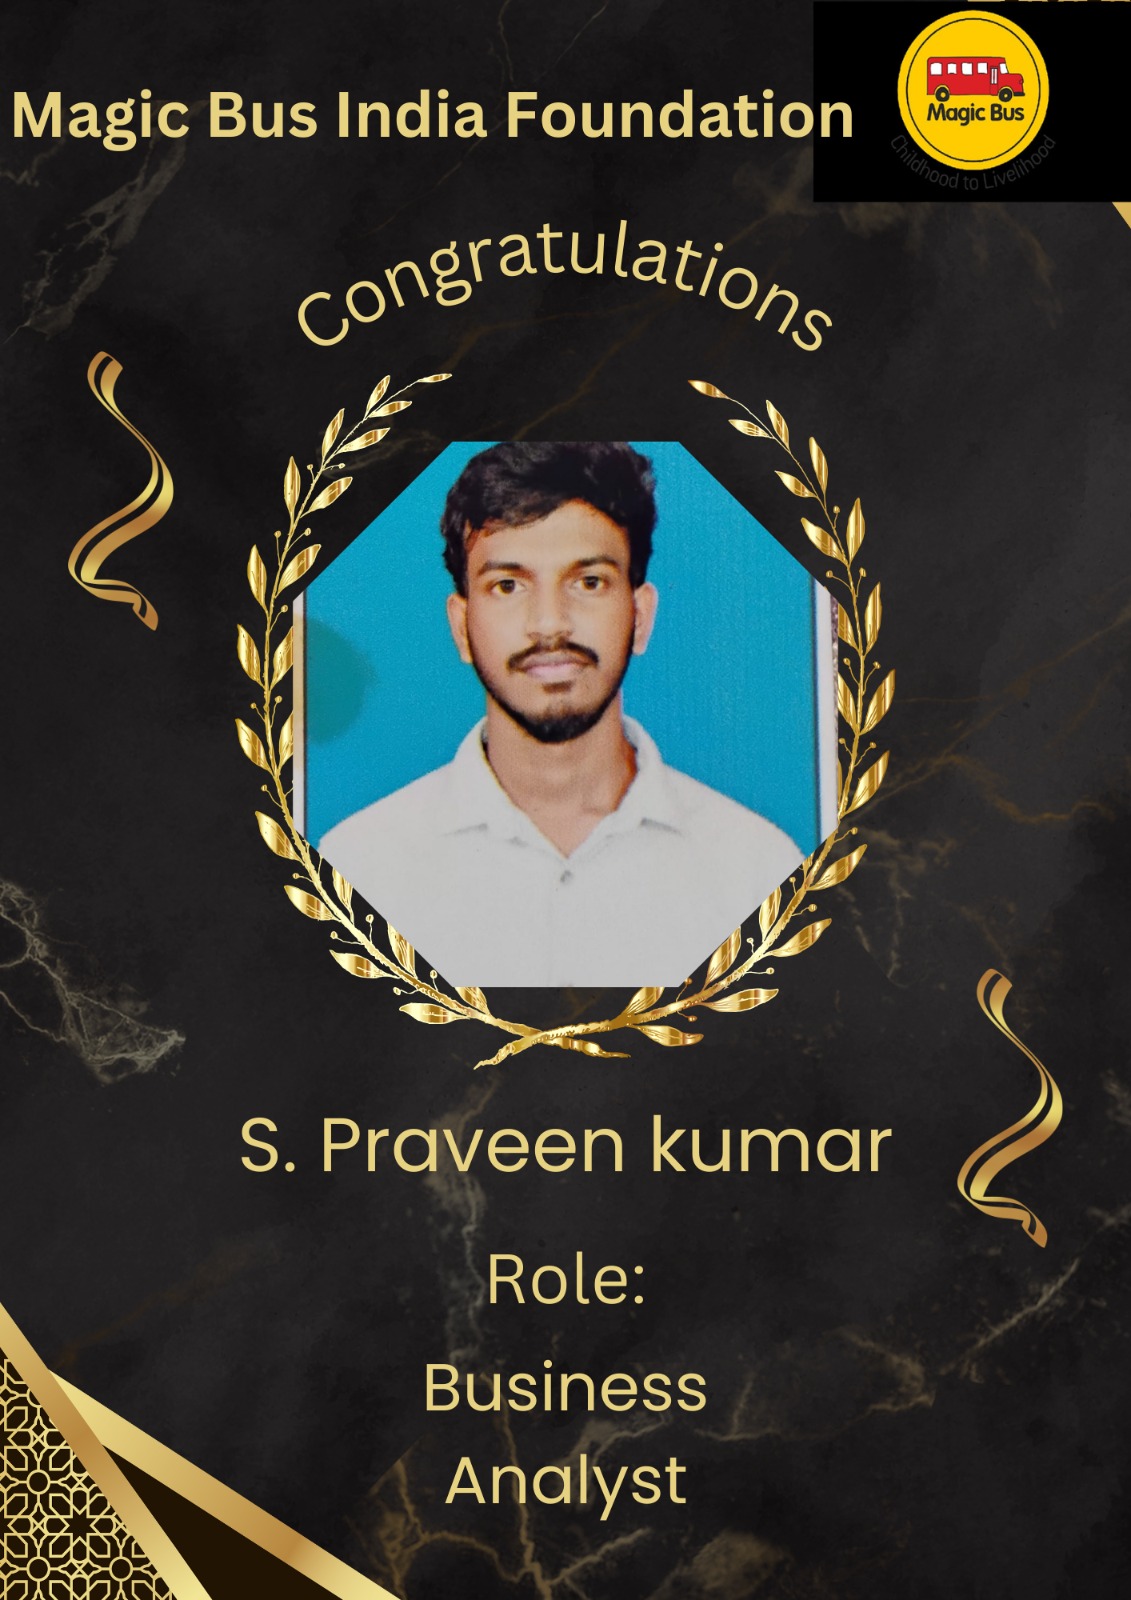 Magic Bus India Foundation
Magic Bus
Childhood to Livelihood
Congratulations
S. Praveen kumar
Role:
Business
Analyst